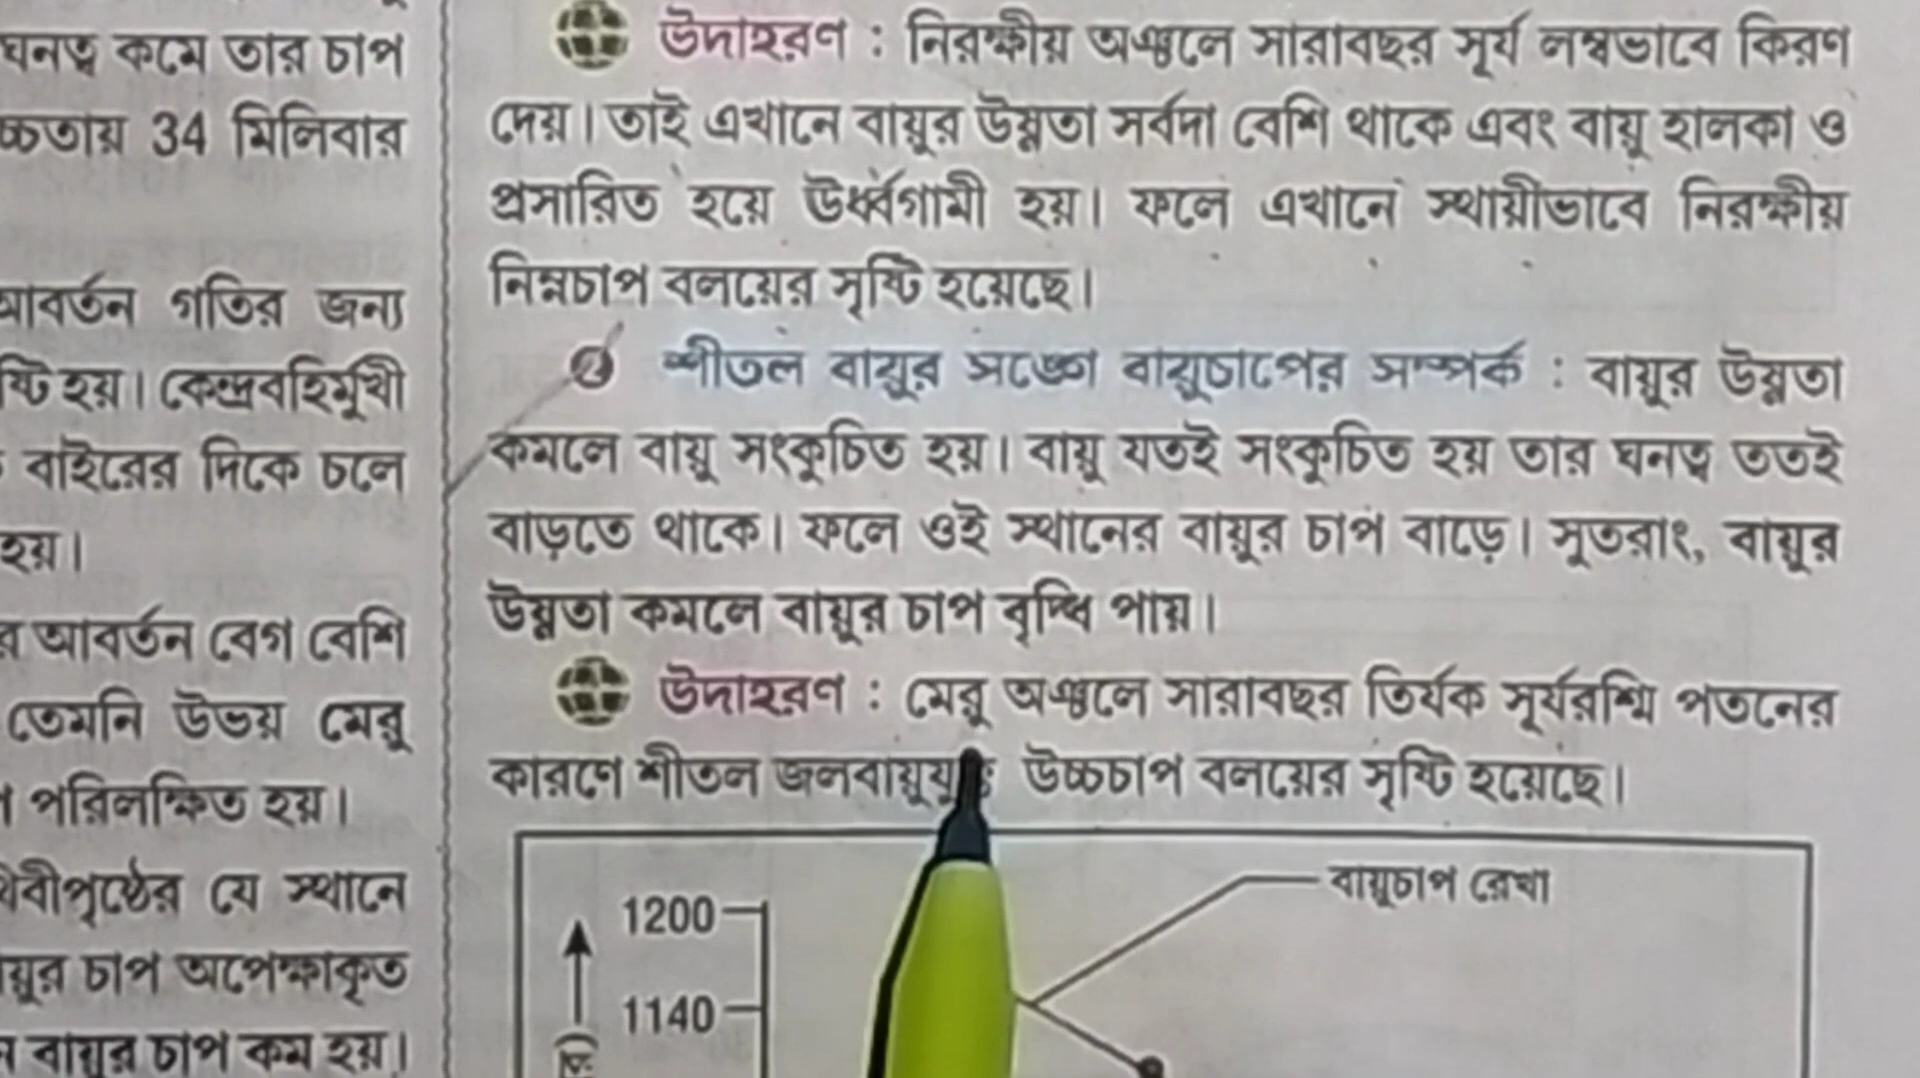 ঘনত্ব কমে তার চাপ
চ্চতায় 34 মিলিবার
আবর্তন গতির জন্য
ষ্টি হয়। কেন্দ্রবহির্মুখী
বাইরের দিকে চলে
হয়।
র আবর্তন বেগ বেশি
তেমনি উভয় মেরু
পরিলক্ষিত হয়।
থিবীপৃষ্ঠের যে স্থানে
য়ুর চাপ অপেক্ষাকৃত
ন বায়ুর চাপ কম হয়।
উদাহরণ : নিরক্ষীয় অঞ্চলে সারাবছর সূর্য লম্বভাবে কিরণ
দেয়। তাই এখানে বায়ুর উষ্ণতা সর্বদা বেশি থাকে এবং বায়ু হালকা ও
প্রসারিত হয়ে ঊর্ধ্বগামী হয়। ফলে এখানে স্থায়ীভাবে নিরক্ষীয়
নিম্নচাপ বলয়ের সৃষ্টি হয়েছে।
2 শীতল বায়ুর সঙ্গে বায়ুচাপের সম্পর্ক : বায়ুর উষ্ণতা
কমলে বায়ু সংকুচিত হয়। বায়ু যতই সংকুচিত হয় তার ঘনত্ব ততই
বাড়তে থাকে। ফলে ওই স্থানের বায়ুর চাপ বাড়ে। সুতরাং, বায়ুর
উষ্ণতা কমলে বায়ুর চাপ বৃদ্ধি পায়।
উদাহরণ : মেরু অঞ্চলে সারাবছর তির্যক সূর্যরশ্মি পতনের
কারণে শীতল জলবায়ুযু উচ্চচাপ বলয়ের সৃষ্টি হয়েছে।
বায়ুচাপ রেখা
1200
1140